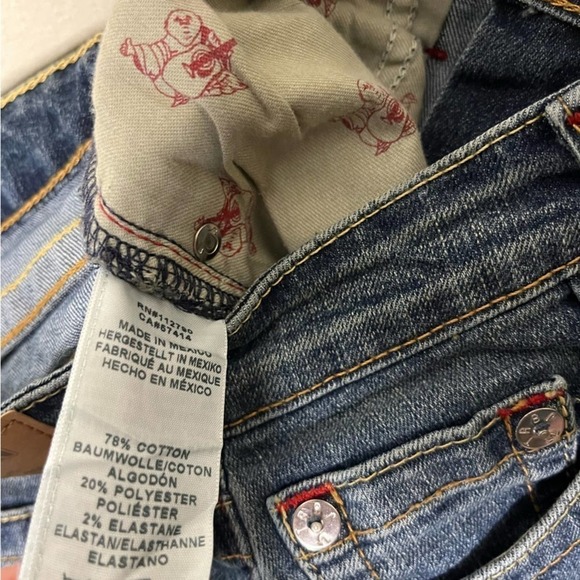 RN#112790
CA#57414
MADE IN MEXICO
HERGESTELLT IN MEXIKO
FABRIQUÉ AU MEXIQUE
HECHO EN MÉXICO
78% COTTON
BAUMWOLLE/COTON
ALGODÓN
20% POLYESTER
POLIÉSTER
2% ELASTANE
ELASTAN/ELASTHANNE
ELASTANO